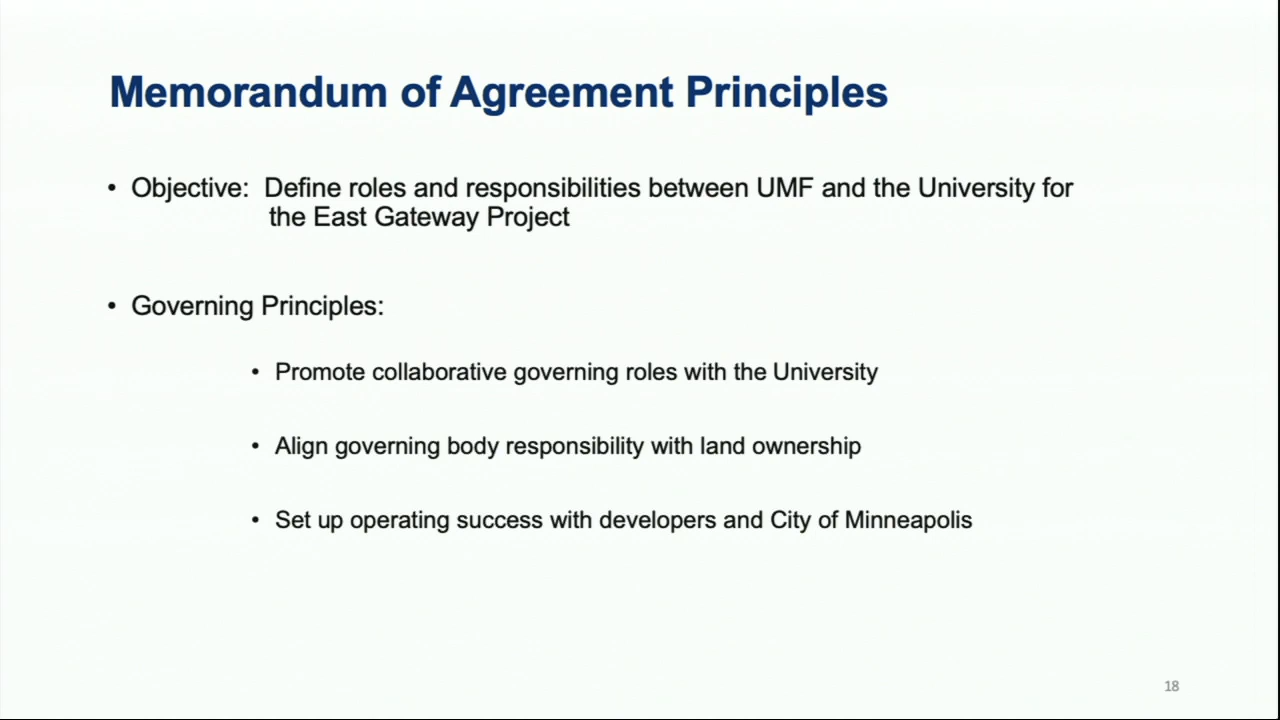 Memorandum of Agreement Principles
• Objective: Define roles and responsibilities between UMF and the University for
the East Gateway Project
• Governing Principles:
• Promote collaborative governing roles with the University
• Align governing body responsibility with land ownership
• Set up operating success with developers and City of Minneapolis
18